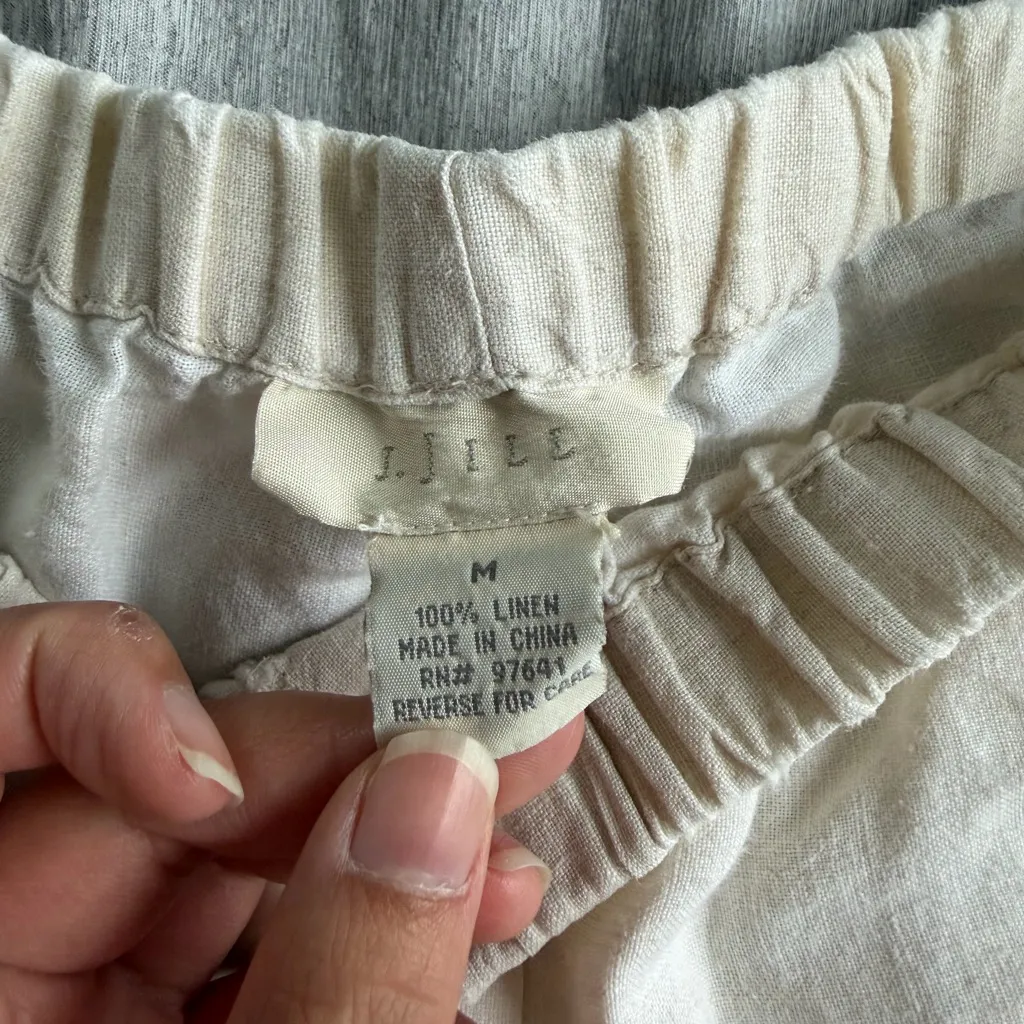 J. JILL
M
100% LINEN
MADE IN CHINA
RN# 97641
REVERSE FOR CARE